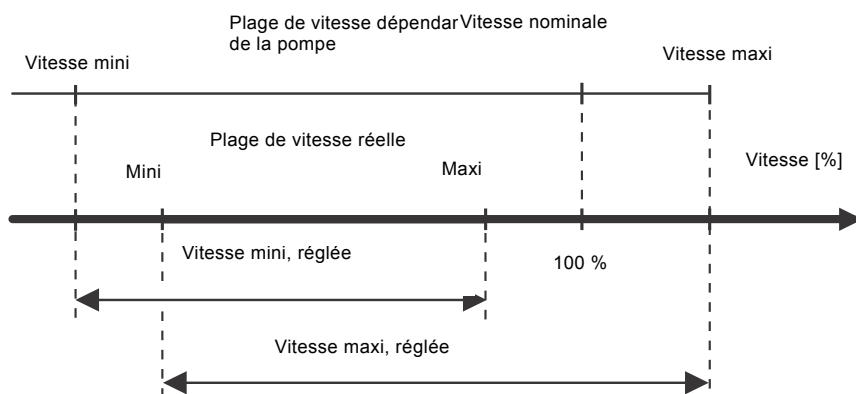 Plage de vitesse dépendar
de la pompe
Vitesse nominale
Vitesse mini
Vitesse maxi
Plage de vitesse réelle
Vitesse [%]
Mini
Maxi
Vitesse mini, réglée
100 %
Vitesse maxi, réglée